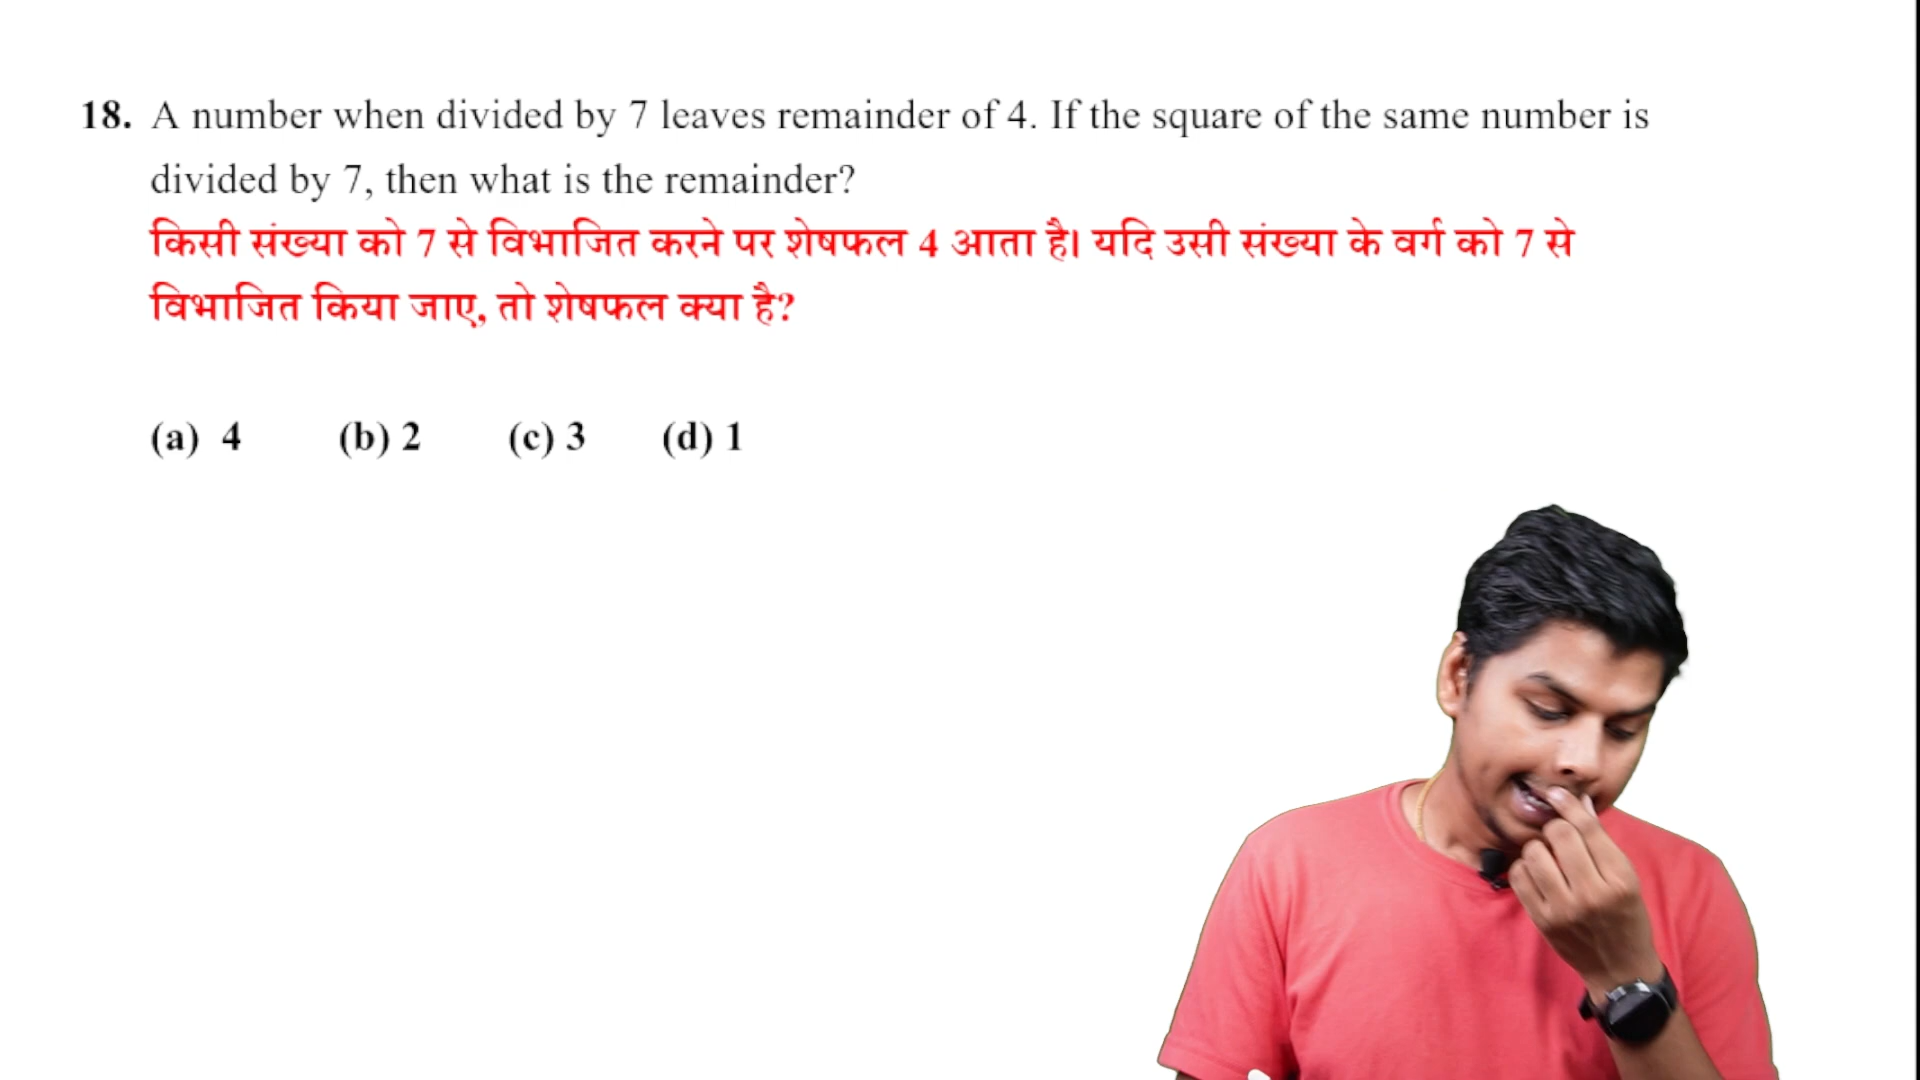 18. A number when divided by 7 leaves remainder of 4. If the square of the same number is
divided by 7, then what is the remainder?
किसी संख्या को 7 से विभाजित करने पर शेषफल 4 आता है। यदि उसी संख्या के वर्ग को 7 से
विभाजित किया जाए, तो शेषफल क्या है?
(a) 4 (b) 2 (c) 3 (d) 1